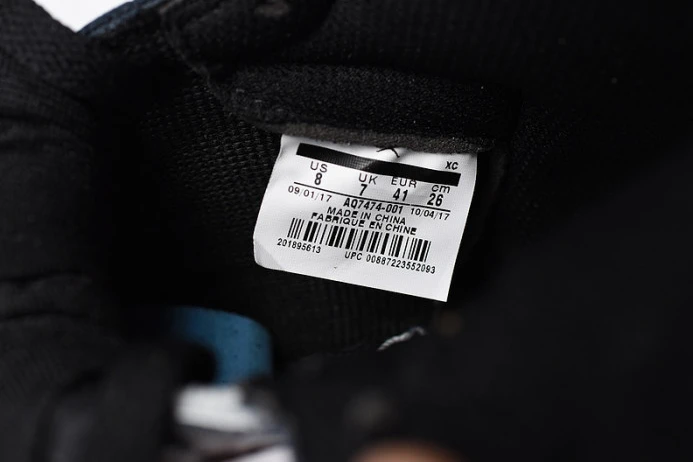 XC
US UK EUR cm
8 7 41 26
09/01/17 AQ7474-001 10/04/17
MADE IN CHINA
FABRIQUE EN CHINE
201895613 UPC 00887223552093